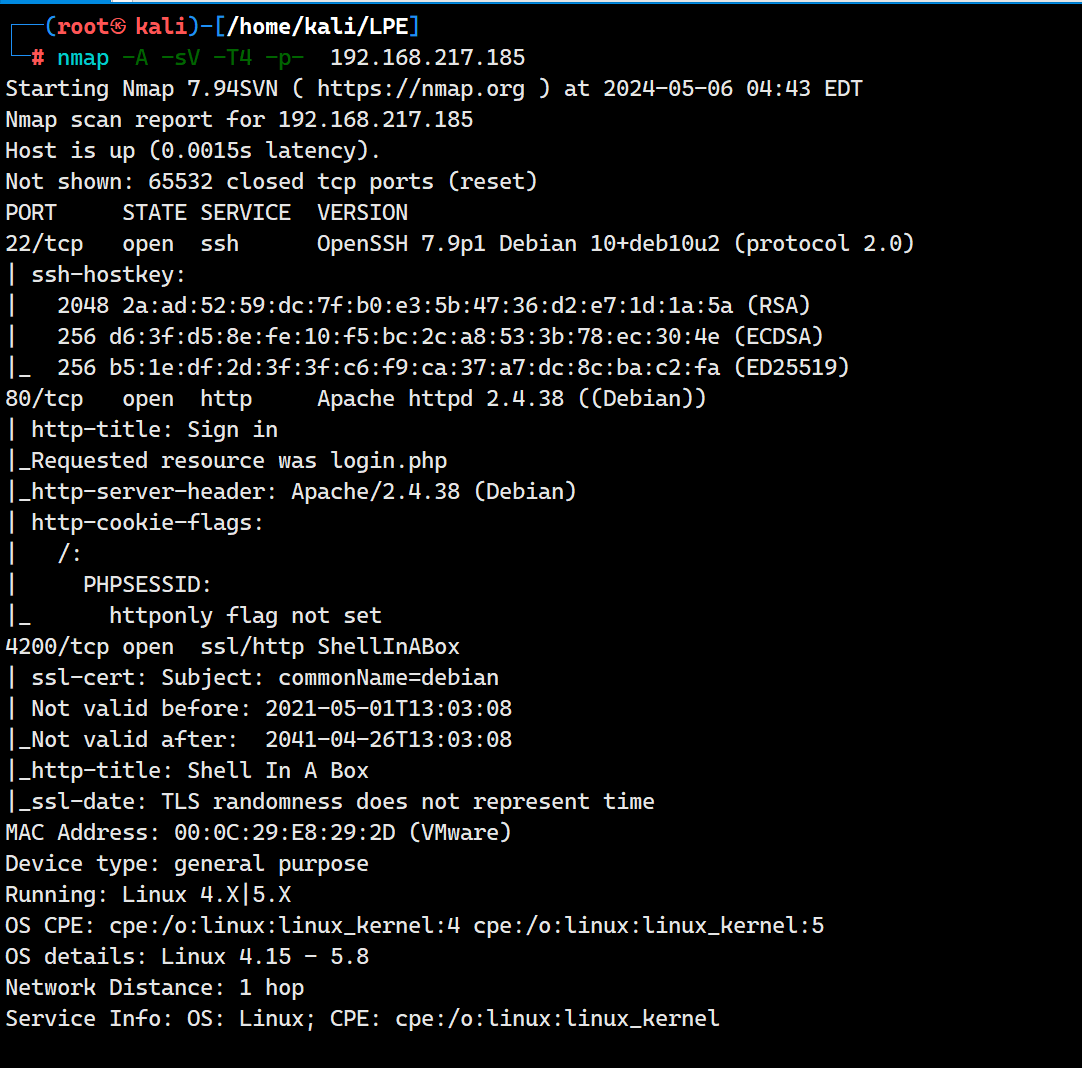 ┌──(root㉿kali)-[/home/kali/LPE]
└─# nmap -A -sV -T4 -p-  192.168.217.185
Starting Nmap 7.94SVN ( https://nmap.org ) at 2024-05-06 04:43 EDT
Nmap scan report for 192.168.217.185
Host is up (0.0015s latency).
Not shown: 65532 closed tcp ports (reset)
PORT     STATE SERVICE  VERSION
22/tcp   open  ssh      OpenSSH 7.9p1 Debian 10+deb10u2 (protocol 2.0)
| ssh-hostkey:
|   2048 2a:ad:52:59:dc:7f:b0:e3:5b:47:36:d2:e7:1d:1a:5a (RSA)
|   256 d6:3f:d5:8e:fe:10:f5:bc:2c:a8:53:3b:78:ec:30:4e (ECDSA)
|_  256 b5:1e:df:2d:3f:3f:c6:f9:ca:37:a7:dc:8c:ba:c2:fa (ED25519)
80/tcp   open  http     Apache httpd 2.4.38 ((Debian))
| http-title: Sign in
|_Requested resource was login.php
|_http-server-header: Apache/2.4.38 (Debian)
| http-cookie-flags:
|   /:
|     PHPSESSID:
|_      httponly flag not set
4200/tcp open  ssl/http ShellInABox
| ssl-cert: Subject: commonName=debian
| Not valid before: 2021-05-01T13:03:08
|_Not valid after:  2041-04-26T13:03:08
|_http-title: Shell In A Box
|_ssl-date: TLS randomness does not represent time
MAC Address: 00:0C:29:E8:29:2D (VMware)
Device type: general purpose
Running: Linux 4.X|5.X
OS CPE: cpe:/o:linux:linux_kernel:4 cpe:/o:linux:linux_kernel:5
OS details: Linux 4.15 - 5.8
Network Distance: 1 hop
Service Info: OS: Linux; CPE: cpe:/o:linux:linux_kernel